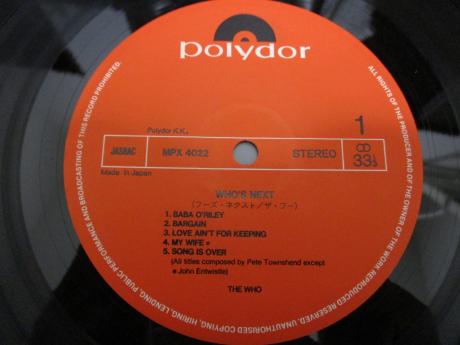 polydor
ALL RIGHTS OF THE PRODUCER AND OF THE OWNER OF THE WORK REPRODUCED RESERVED. UNAUTHORISED COPYING, HIRING, LENDING, PUBLIC PERFORMANCE AND BROADCASTING OF THIS RECORD PROHIBITED.
Polydor K.K.
1
JASRAC
MPX 4022
STEREO
33⅓
Made in Japan
WHO'S NEXT
(フーズ・ネクスト/ザ・フー)
1. BABA O'RILEY
2. BARGAIN
3. LOVE AIN'T FOR KEEPING
4. MY WIFE
5. SONG IS OVER
(All titles composed by Pete Townshend except
John Entwistle)
THE WHO